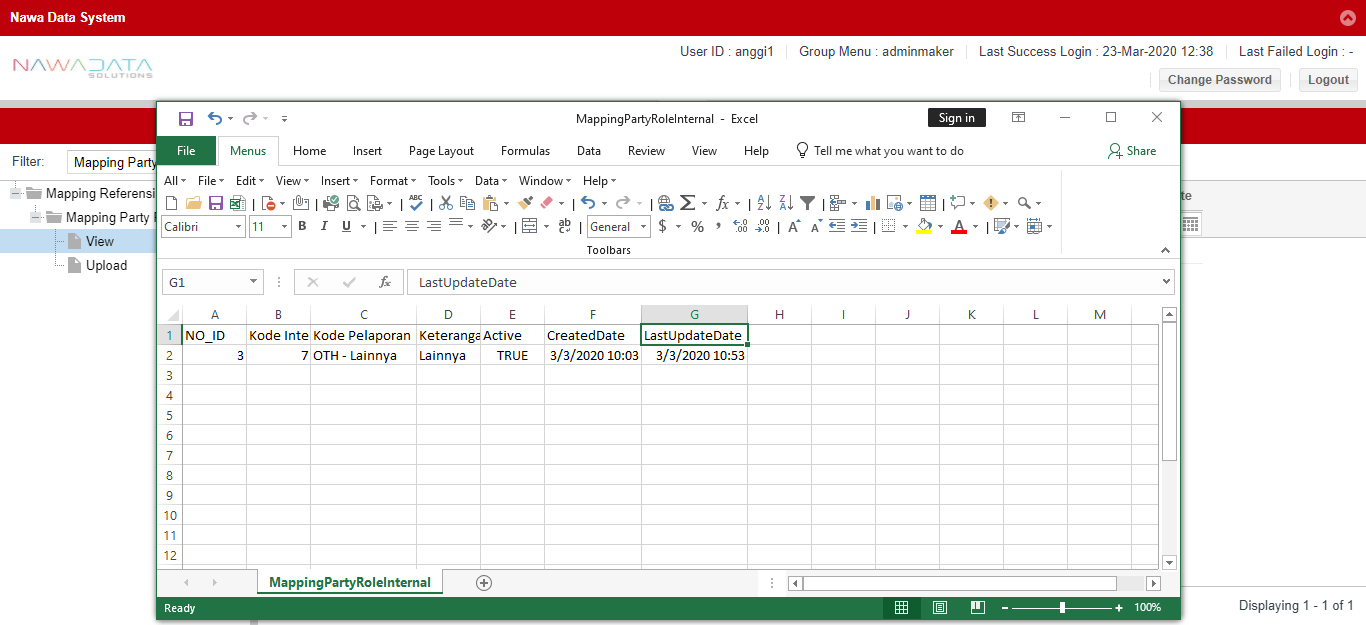 Nawa Data System
NAWADATA
SOLUTIONS
User ID : anggi1
Group Menu : adminmaker
Last Success Login : 23-Mar-2020 12:38
Last Failed Login : -
Change Password
Logout
Filter:
Mapping Party
Mapping Referensi
Mapping Party
View
Upload
MappingPartyRoleInternal - Excel
Sign in
File Menus Home Insert Page Layout Formulas Data Review View Help Tell me what you want to do Share
All File Edit View Insert Format Tools Data Window Help
ABC
Calibri 11 B I U ab General $ % , A A A
Toolbars
G1 fx LastUpdateDate
A B C D E F G H I J K L M
1 NO_ID Kode Inte Kode Pelaporan Keteranga Active CreatedDate LastUpdateDate
2 3 7 OTH - Lainnya Lainnya TRUE 3/3/2020 10:03 3/3/2020 10:53
3
4
5
6
7
8
9
10
11
12
MappingPartyRoleInternal
Ready
100%
Displaying 1 - 1 of 1